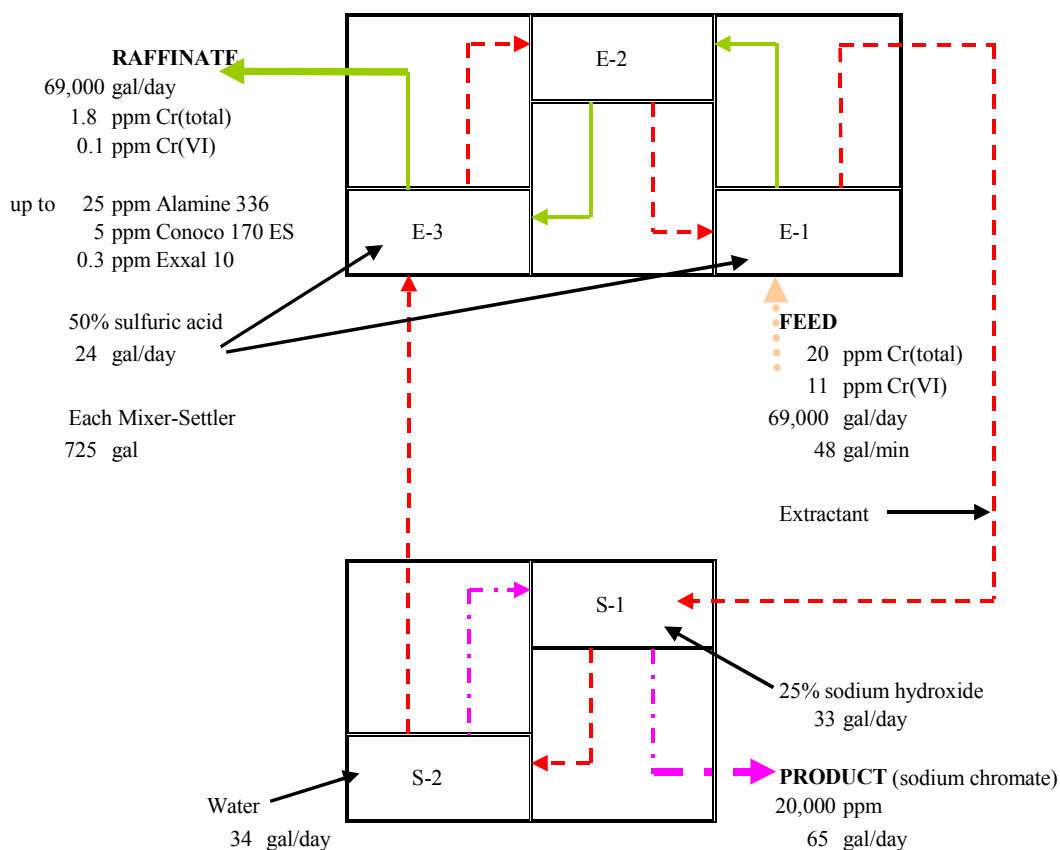 RAFFINATE
69,000 gal/day
1.8 ppm Cr(total)
0.1 ppm Cr(VI)
up to 25 ppm Alamine 336
5 ppm Conoco 170 ES
0.3 ppm Exxal 10
50% sulfuric acid
24 gal/day
Each Mixer-Settler
725 gal
E-2
E-3
E-1
FEED
20 ppm Cr(total)
11 ppm Cr(VI)
69,000 gal/day
48 gal/min
Extractant
S-1
25% sodium hydroxide
33 gal/day
S-2
Water
34 gal/day
PRODUCT (sodium chromate)
20,000 ppm
65 gal/day